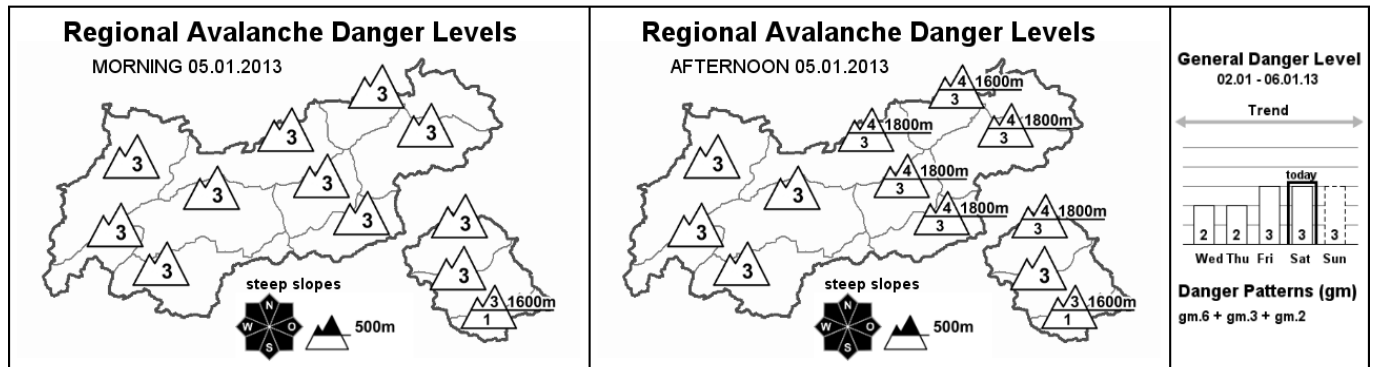 Regional Avalanche Danger Levels
MORNING 05.01.2013
3
3
3
3
3
3
3
3
3
3
3
3 1600m
1
steep slopes
N
W O
S
500m
Regional Avalanche Danger Levels
AFTERNOON 05.01.2013
4 1600m
3
4 1800m
3
4 1800m
3
3
4 1800m
3
3
4 1800m
3
4 1800m
3
3
3
3
3 1600m
1
steep slopes
N
W O
S
500m
General Danger Level
02.01 - 06.01.13
Trend
today
2 2 3 3 3
Wed Thu Fri Sat Sun
Danger Patterns (gm)
gm.6 + gm.3 + gm.2